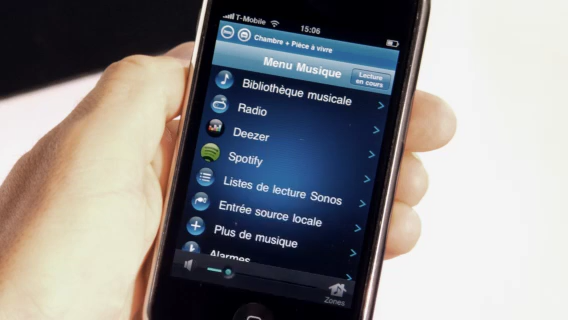 T-Mobile 15:06
Chambre + Pièce à vivre
Menu Musique
Lecture
en cours
Bibliothèque musicale
Radio
Deezer
Spotify
Listes de lecture Sonos
Entrée source locale
Plus de musique
Alarmes
Zones